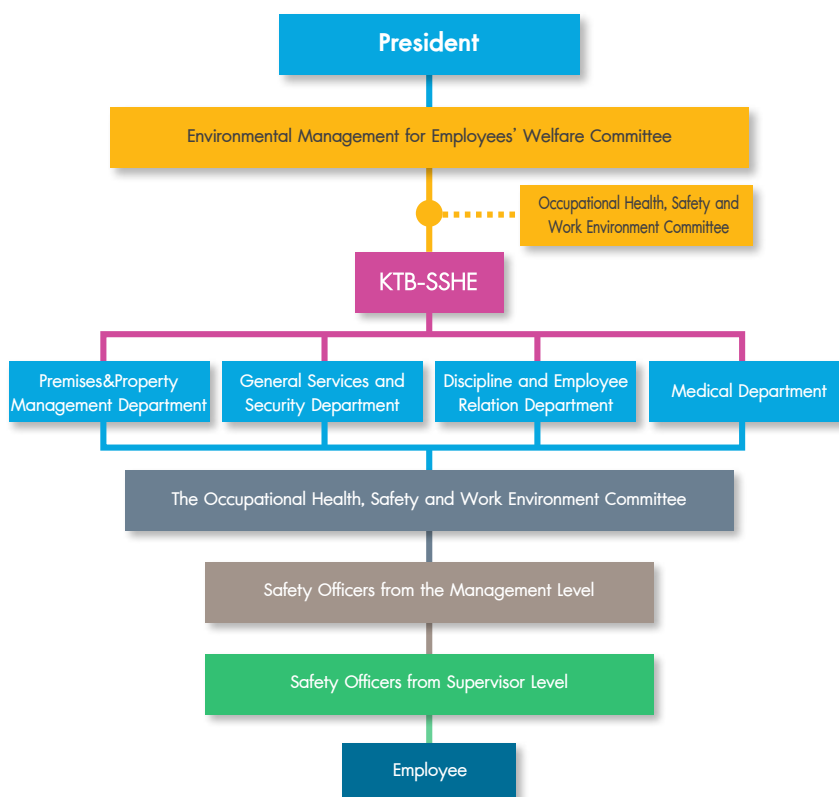 President
Environmental Management for Employees’ Welfare Committee
Occupational Health, Safety and
Work Environment Committee
KTB-SSHE
Premises&Property
Management Department
General Services and
Security Department
Discipline and Employee
Relation Department
Medical Department
The Occupational Health, Safety and Work Environment Committee
Safety Officers from the Management Level
Safety Officers from Supervisor Level
Employee